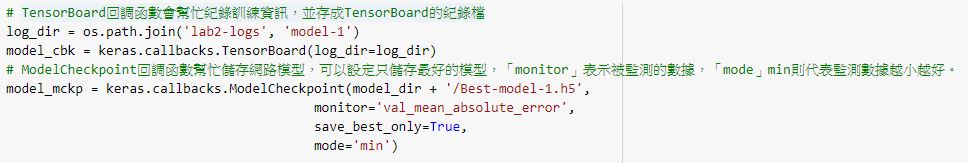 # TensorBoard回調函數會幫忙紀錄訓練資訊，並存成TensorBoard的紀錄檔
log_dir = os.path.join('lab2-logs', 'model-1')
model_cbk = keras.callbacks.TensorBoard(log_dir=log_dir)
# ModelCheckpoint回調函數幫忙儲存網路模型，可以設定只儲存最好的模型，「monitor」表示被監測的數據，「mode」min則代表監測數據越小越好。
model_mckp = keras.callbacks.ModelCheckpoint(model_dir + '/Best-model-1.h5',
                                        monitor='val_mean_absolute_error',
                                        save_best_only=True,
                                        mode='min')